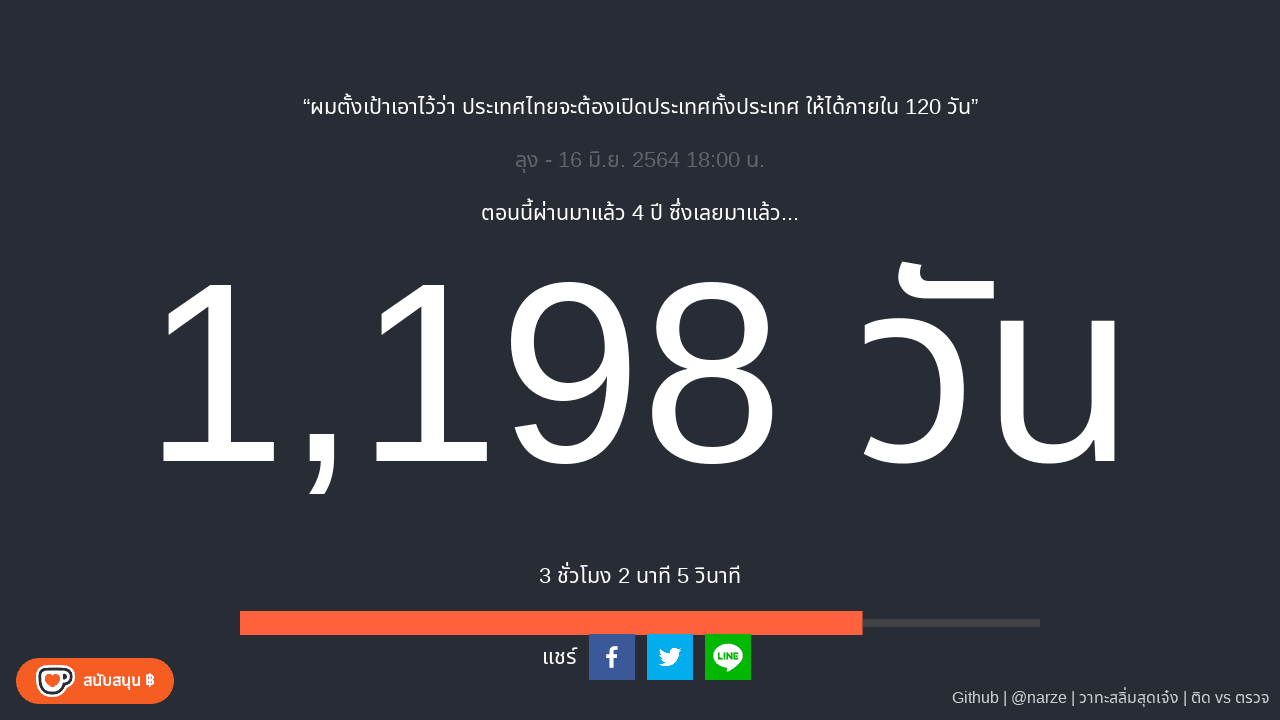 “ผมตั้งเป้าเอาไว้ว่า ประเทศไทยจะต้องเปิดประเทศทั้งประเทศ ให้ได้ภายใน 120 วัน”
ลุง - 16 มิ.ย. 2564 18:00 น.
ตอนนี้ผ่านมาแล้ว 4 ปี ซึ่งเลยมาแล้ว...
1,198 วัน
3 ชั่วโมง 2 นาที 5 วินาที
แชร์
LINE
สนับสนุน ฿
Github | @narze | วาทะสลิ่มสุดเจ๋ง | ติด vs ตรวจ